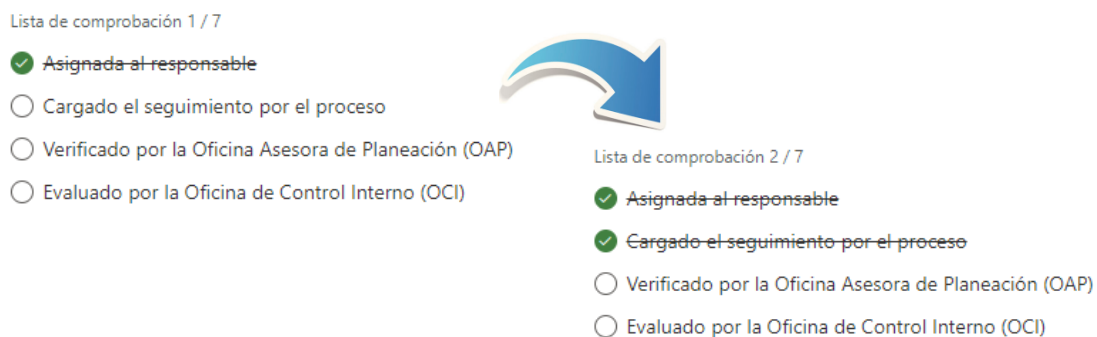 Lista de comprobación 1 / 7
Asignada al responsable
Cargado el seguimiento por el proceso
Verificado por la Oficina Asesora de Planeación (OAP)
Evaluado por la Oficina de Control Interno (OCI)
Lista de comprobación 2 / 7
Asignada al responsable
Cargado el seguimiento por el proceso
Verificado por la Oficina Asesora de Planeación (OAP)
Evaluado por la Oficina de Control Interno (OCI)